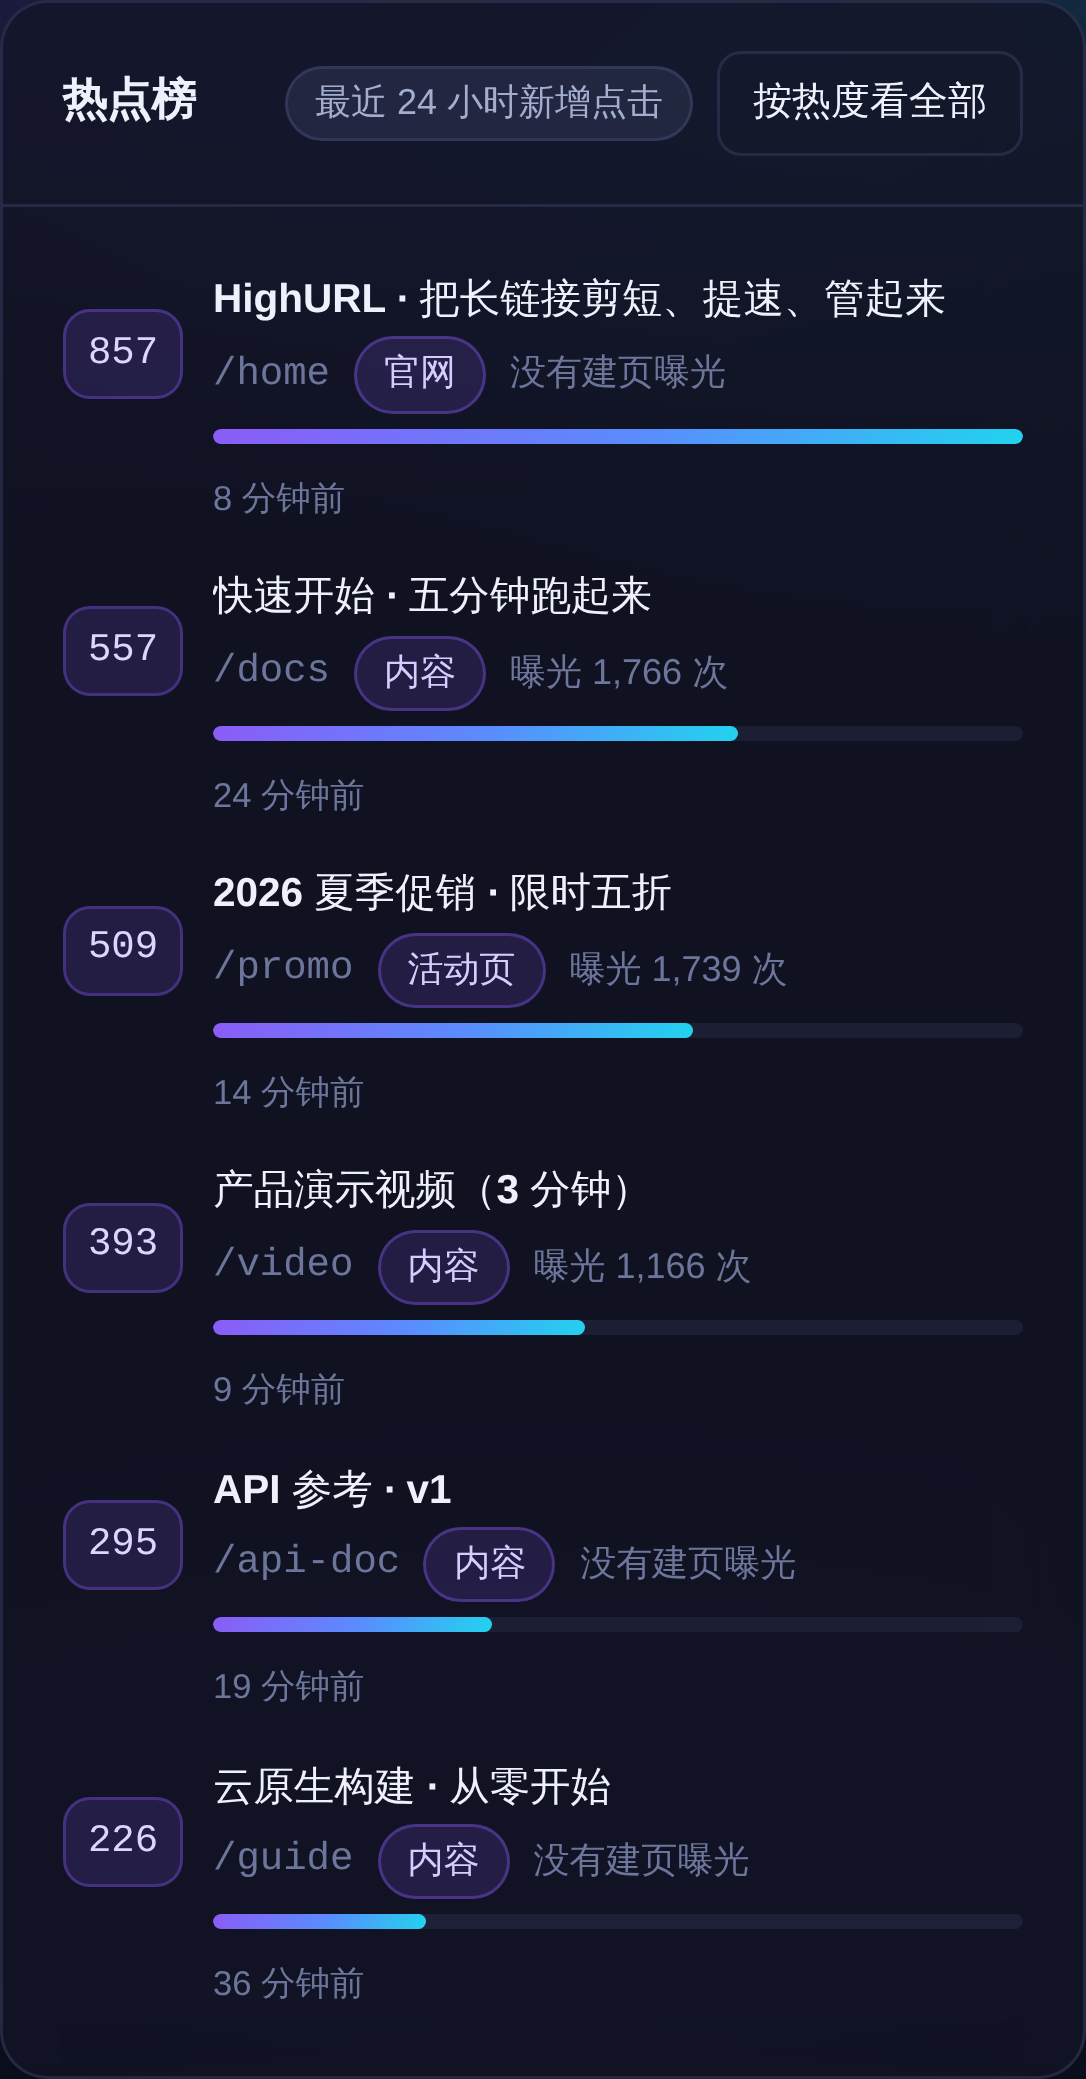 热点榜
最近 24 小时新增点击
按热度看全部
857
HighURL · 把长链接剪短、提速、管起来
/home 官网 没有建页曝光
8 分钟前
557
快速开始 · 五分钟跑起来
/docs 内容 曝光 1,766 次
24 分钟前
509
2026 夏季促销 · 限时五折
/promo 活动页 曝光 1,739 次
14 分钟前
393
产品演示视频（3 分钟）
/video 内容 曝光 1,166 次
9 分钟前
295
API 参考 · v1
/api-doc 内容 没有建页曝光
19 分钟前
226
云原生构建 · 从零开始
/guide 内容 没有建页曝光
36 分钟前